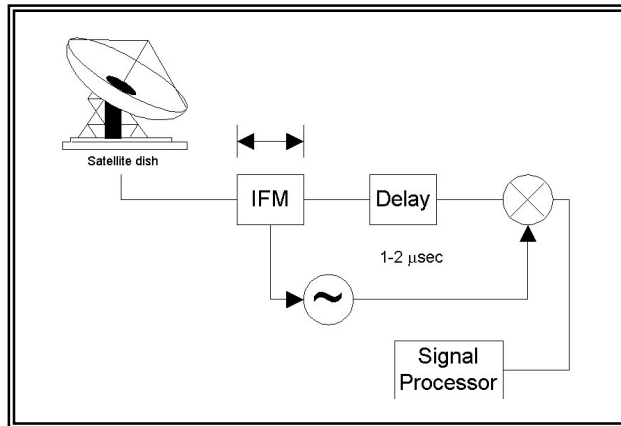 Satellite dish
IFM
Delay
1-2 μsec
~
Signal
Processor